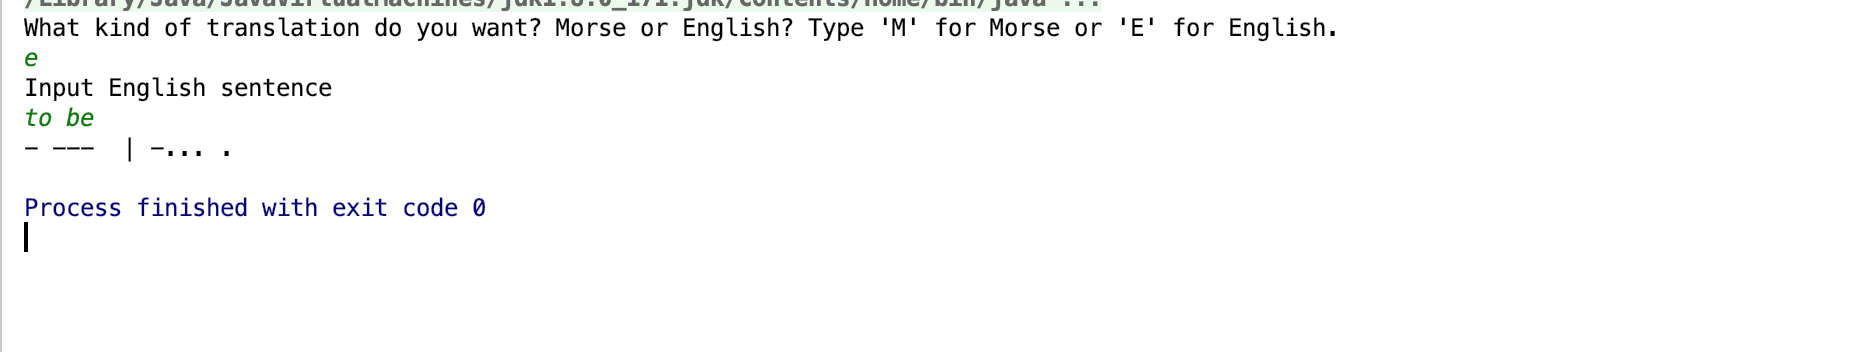 /Library/Java/JavaVirtualMachines/jdk1.8.0_171.jdk/Contents/Home/bin/java ...
What kind of translation do you want? Morse or English? Type 'M' for Morse or 'E' for English.
e
Input English sentence
to be
- ---  | -... .
Process finished with exit code 0